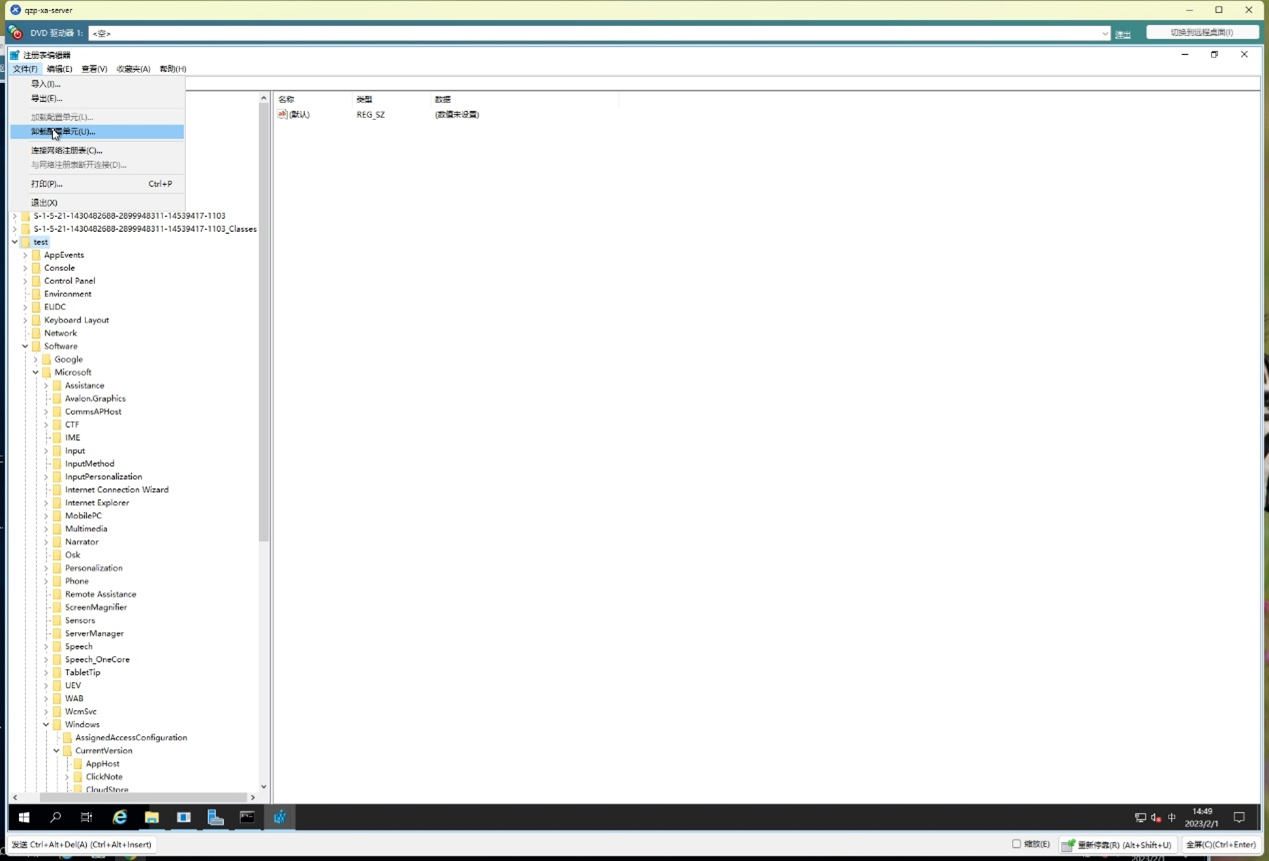 qzp-xa-server
DVD 驱动器 1:
<空>
弹出
切换到远程桌面(I)
注册表编辑器
文件(F) 编辑(E) 查看(V) 收藏夹(A) 帮助(H)
导入(I)...
导出(E)...
加载配置单元(L)...
卸载配置单元(U)...
连接网络注册表(C)...
与网络注册表断开连接(D)...
打印(P)... Ctrl+P
退出(X)
名称 类型 数据
ab (默认) REG_SZ (数值未设置)
S-1-5-21-1430482688-2899948311-14539417-1103
S-1-5-21-1430482688-2899948311-14539417-1103_Classes
test
AppEvents
Console
Control Panel
Environment
EUDC
Keyboard Layout
Network
Software
Google
Microsoft
Assistance
Avalon.Graphics
CommsAPHost
CTF
IME
Input
InputMethod
InputPersonalization
Internet Connection Wizard
Internet Explorer
MobilePC
Multimedia
Narrator
Osk
Personalization
Phone
Remote Assistance
ScreenMagnifier
Sensors
ServerManager
Speech
Speech_OneCore
TabletTip
UEV
WAB
WcmSvc
Windows
AssignedAccessConfiguration
CurrentVersion
AppHost
ClickNote
CloudStore
中
14:49
2023/2/1
发送 Ctrl+Alt+Del(A) (Ctrl+Alt+Insert)
缩放(E)
重新停靠(R) (Alt+Shift+U)
全屏(C)(Ctrl+Enter)
2023/2/1